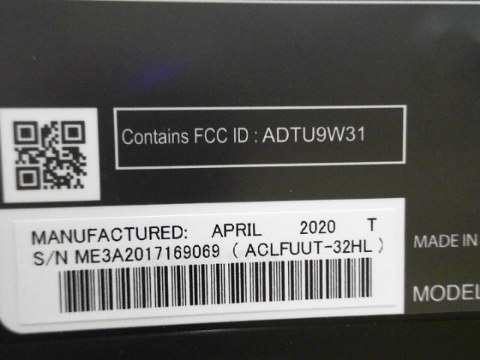 Contains FCC ID : ADTU9W31
MANUFACTURED: APRIL 2020 T
S/N ME3A2017169069 ( ACLFUUT-32HL )
MADE IN
MODEL